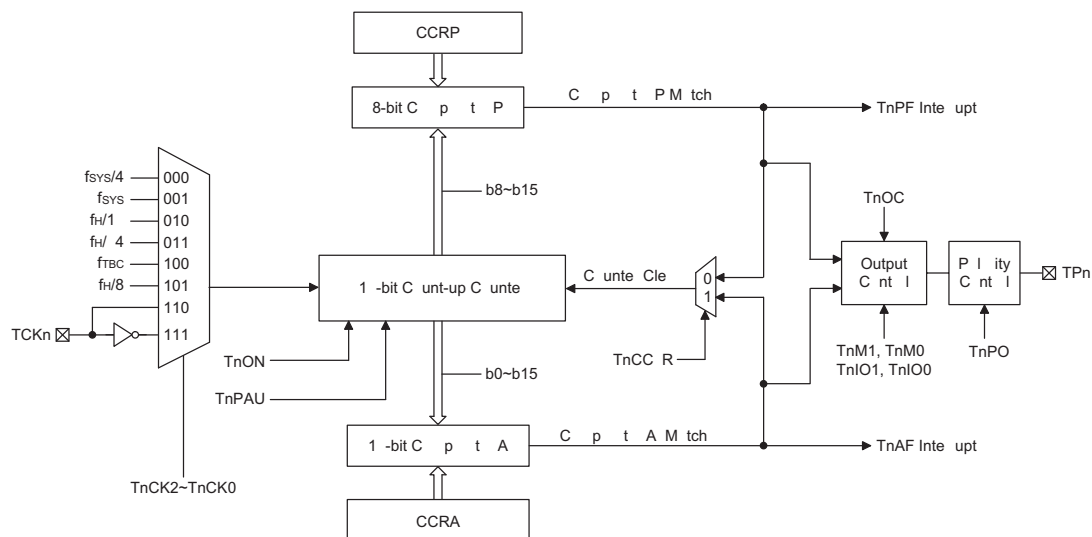 CCRP
8-bit C p t P
C p t P M tch
TnPF Inte upt
fSYS/4
000
fSYS
001
fH/1
010
fH/ 4
011
fTBC
100
fH/8
101
110
111
TCKn
b8~b15
TnOC
1 -bit C unt-up C unte
C unte Cle
0
1
Output
C nt l
P l ity
C nt l
TPn
TnON
TnPAU
b0~b15
TnCC R
TnM1, TnM0
TnIO1, TnIO0
TnPO
1 -bit C p t A
C p t A M tch
TnAF Inte upt
TnCK2~TnCK0
CCRA